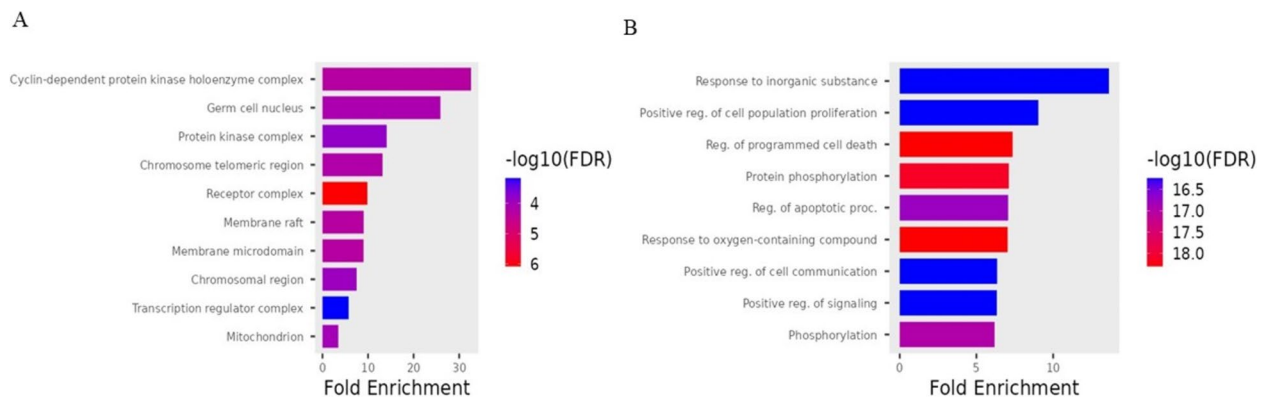 A
Cyclin-dependent protein kinase holoenzyme complex
Germ cell nucleus
Protein kinase complex
Chromosome telomeric region
Receptor complex
Membrane raft
Membrane microdomain
Chromosomal region
Transcription regulator complex
Mitochondrion
0 10 20 30
Fold Enrichment
-log10(FDR)
4
5
6
B
Response to inorganic substance
Positive reg. of cell population proliferation
Reg. of programmed cell death
Protein phosphorylation
Reg. of apoptotic proc.
Response to oxygen-containing compound
Positive reg. of cell communication
Positive reg. of signaling
Phosphorylation
0 5 10
Fold Enrichment
-log10(FDR)
16.5
17.0
17.5
18.0